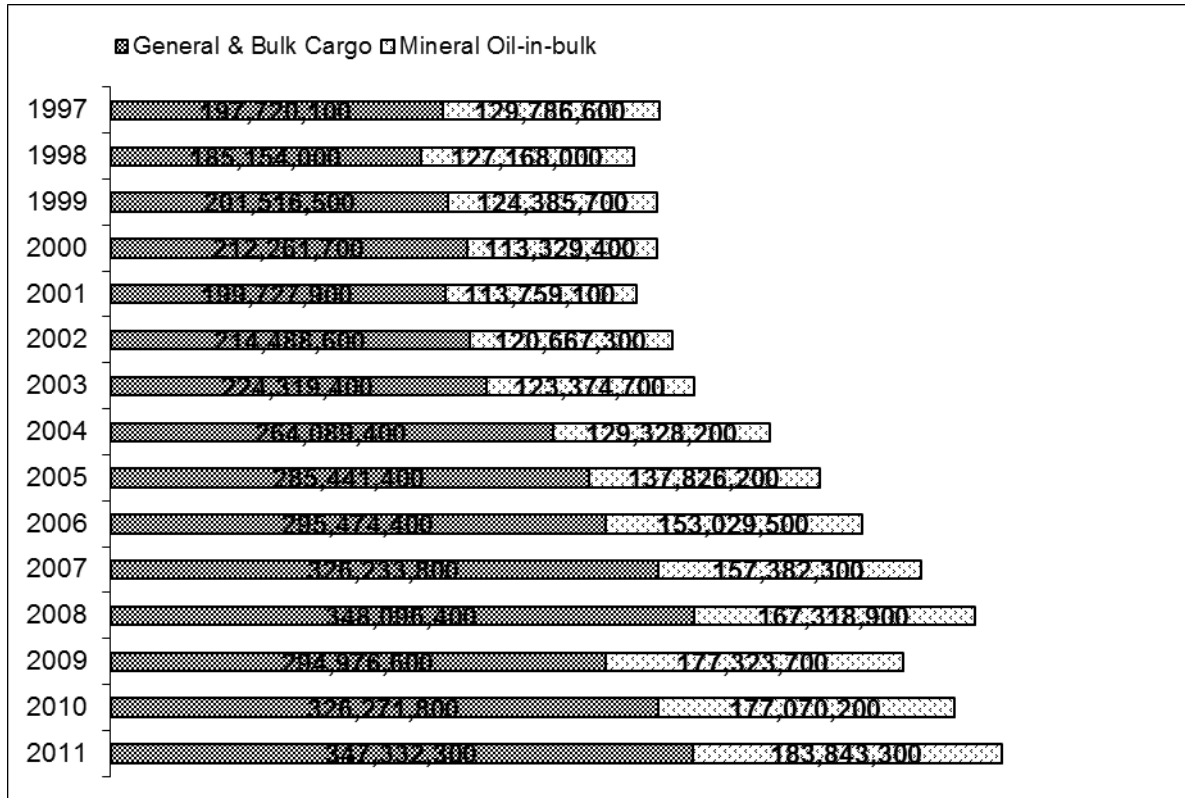 General & Bulk Cargo Mineral Oil-in-bulk
1997 197,720,100 129,786,600
1998 185,154,000 127,168,000
1999 201,516,500 124,385,700
2000 212,261,700 113,329,400
2001 199,727,900 113,759,100
2002 214,488,600 120,667,300
2003 224,319,400 123,374,700
2004 264,089,400 129,328,200
2005 285,441,400 137,826,200
2006 295,474,400 153,029,500
2007 326,233,800 157,382,300
2008 348,096,400 167,318,900
2009 294,976,600 177,323,700
2010 326,271,800 177,070,200
2011 347,332,300 183,843,300